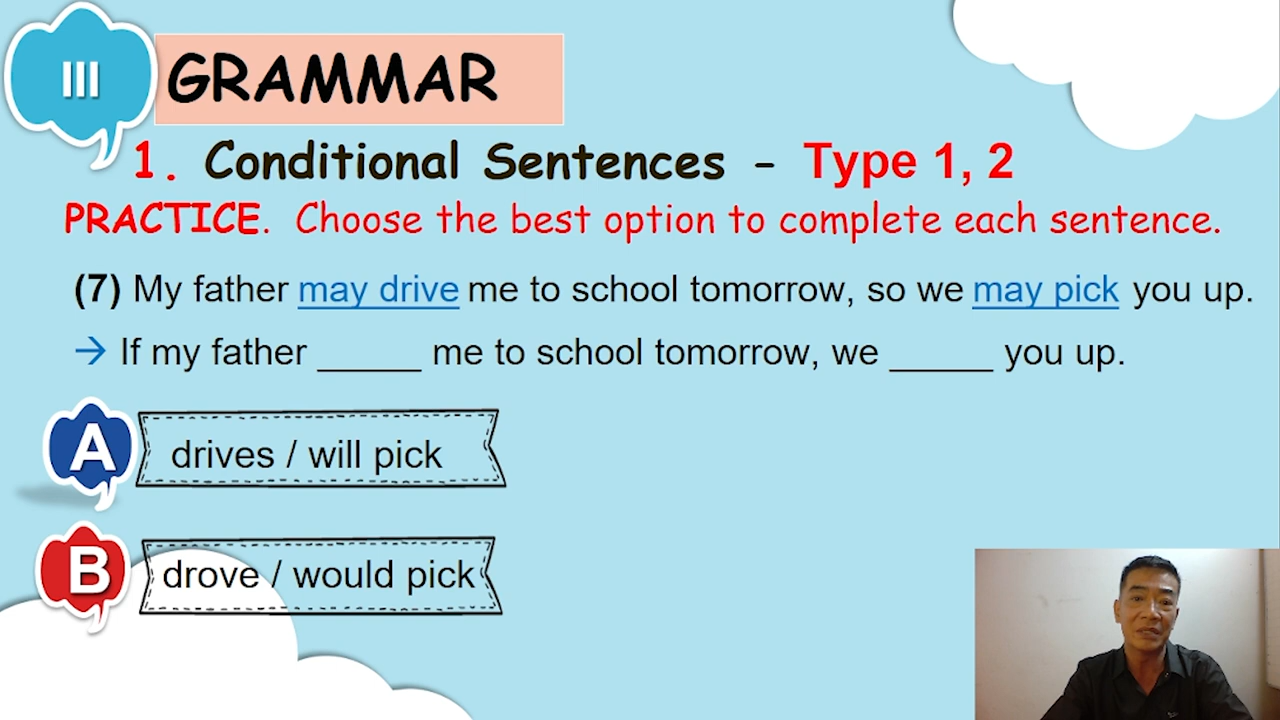 III
GRAMMAR
1. Conditional Sentences - Type 1, 2
PRACTICE. Choose the best option to complete each sentence.
(7) My father may drive me to school tomorrow, so we may pick you up.
→ If my father _____ me to school tomorrow, we _____ you up.
A drives / will pick
B drove / would pick